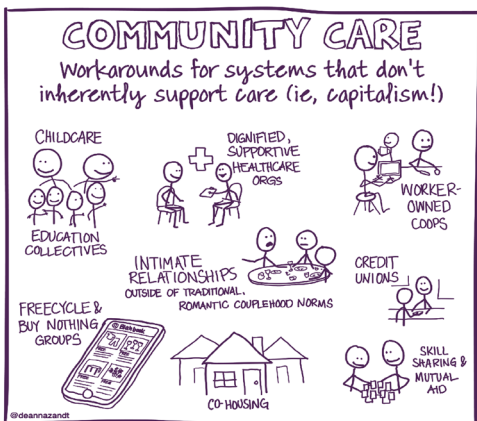 COMMUNITY CARE
Workarounds for systems that don't
inherently support care (ie, capitalism!)
CHILDCARE
EDUCATION
COLLECTIVES
DIGNIFIED,
SUPPORTIVE
HEALTHCARE
ORGS
WORKER-
OWNED
COOPS
INTIMATE
RELATIONSHIPS
OUTSIDE OF TRADITIONAL,
ROMANTIC COUPLEHOOD NORMS
CREDIT
UNIONS
FREECYCLE &
BUY NOTHING
GROUPS
CO-HOUSING
SKILL
SHARING &
MUTUAL
AID
@deannazandt